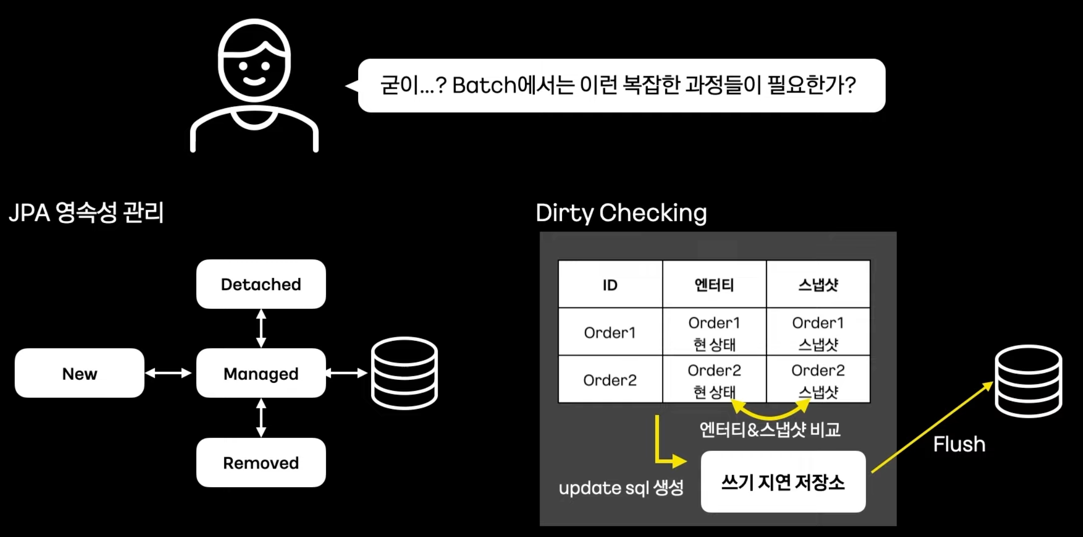 굳이...? Batch에서는 이런 복잡한 과정들이 필요한가?
JPA 영속성 관리
Detached
New
Managed
Removed
Dirty Checking
ID
엔터티
스냅샷
Order1
Order1
현 상태
Order1
스냅샷
Order2
Order2
현 상태
Order2
스냅샷
엔터티&스냅샷 비교
update sql 생성
쓰기 지연 저장소
Flush